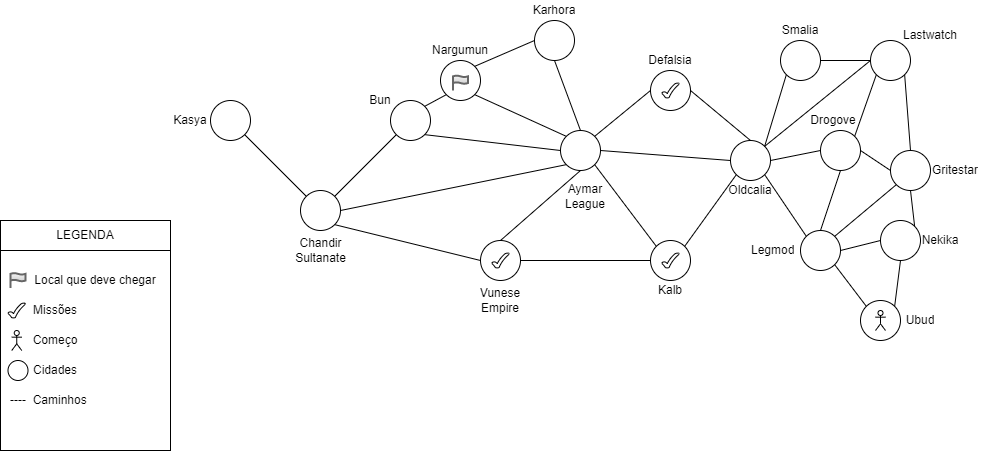 Karhora
Nargumun
Smalia
Lastwatch
Defalsia
Bun
Kasya
Drogove
Gritestar
Aymar
League
Oldcalia
Chandir
Sultanate
Legmod
Nekika
Vunese
Empire
Kalb
Ubud
LEGENDA
Local que deve chegar
Missões
Começo
Cidades
---- Caminhos